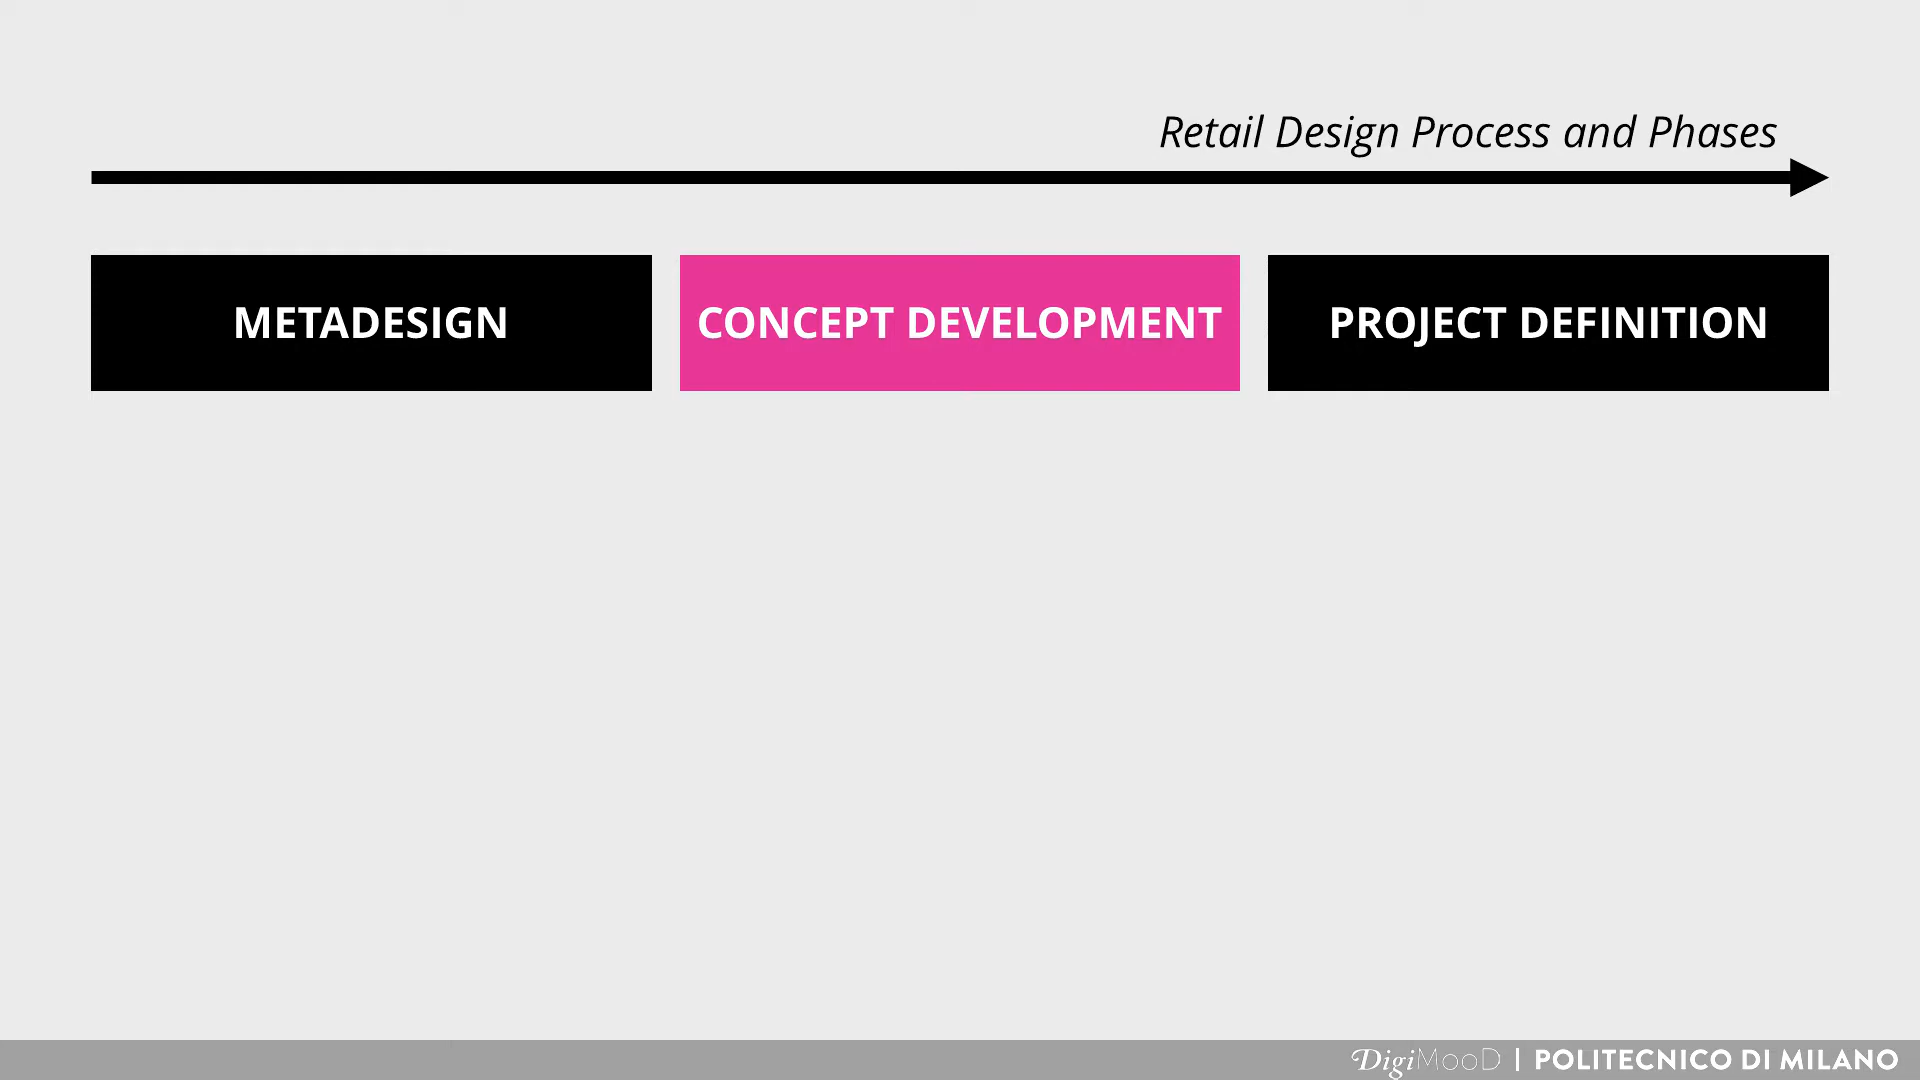 Retail Design Process and Phases
METADESIGN
CONCEPT DEVELOPMENT
PROJECT DEFINITION
DigiMooD | POLITECNICO DI MILANO